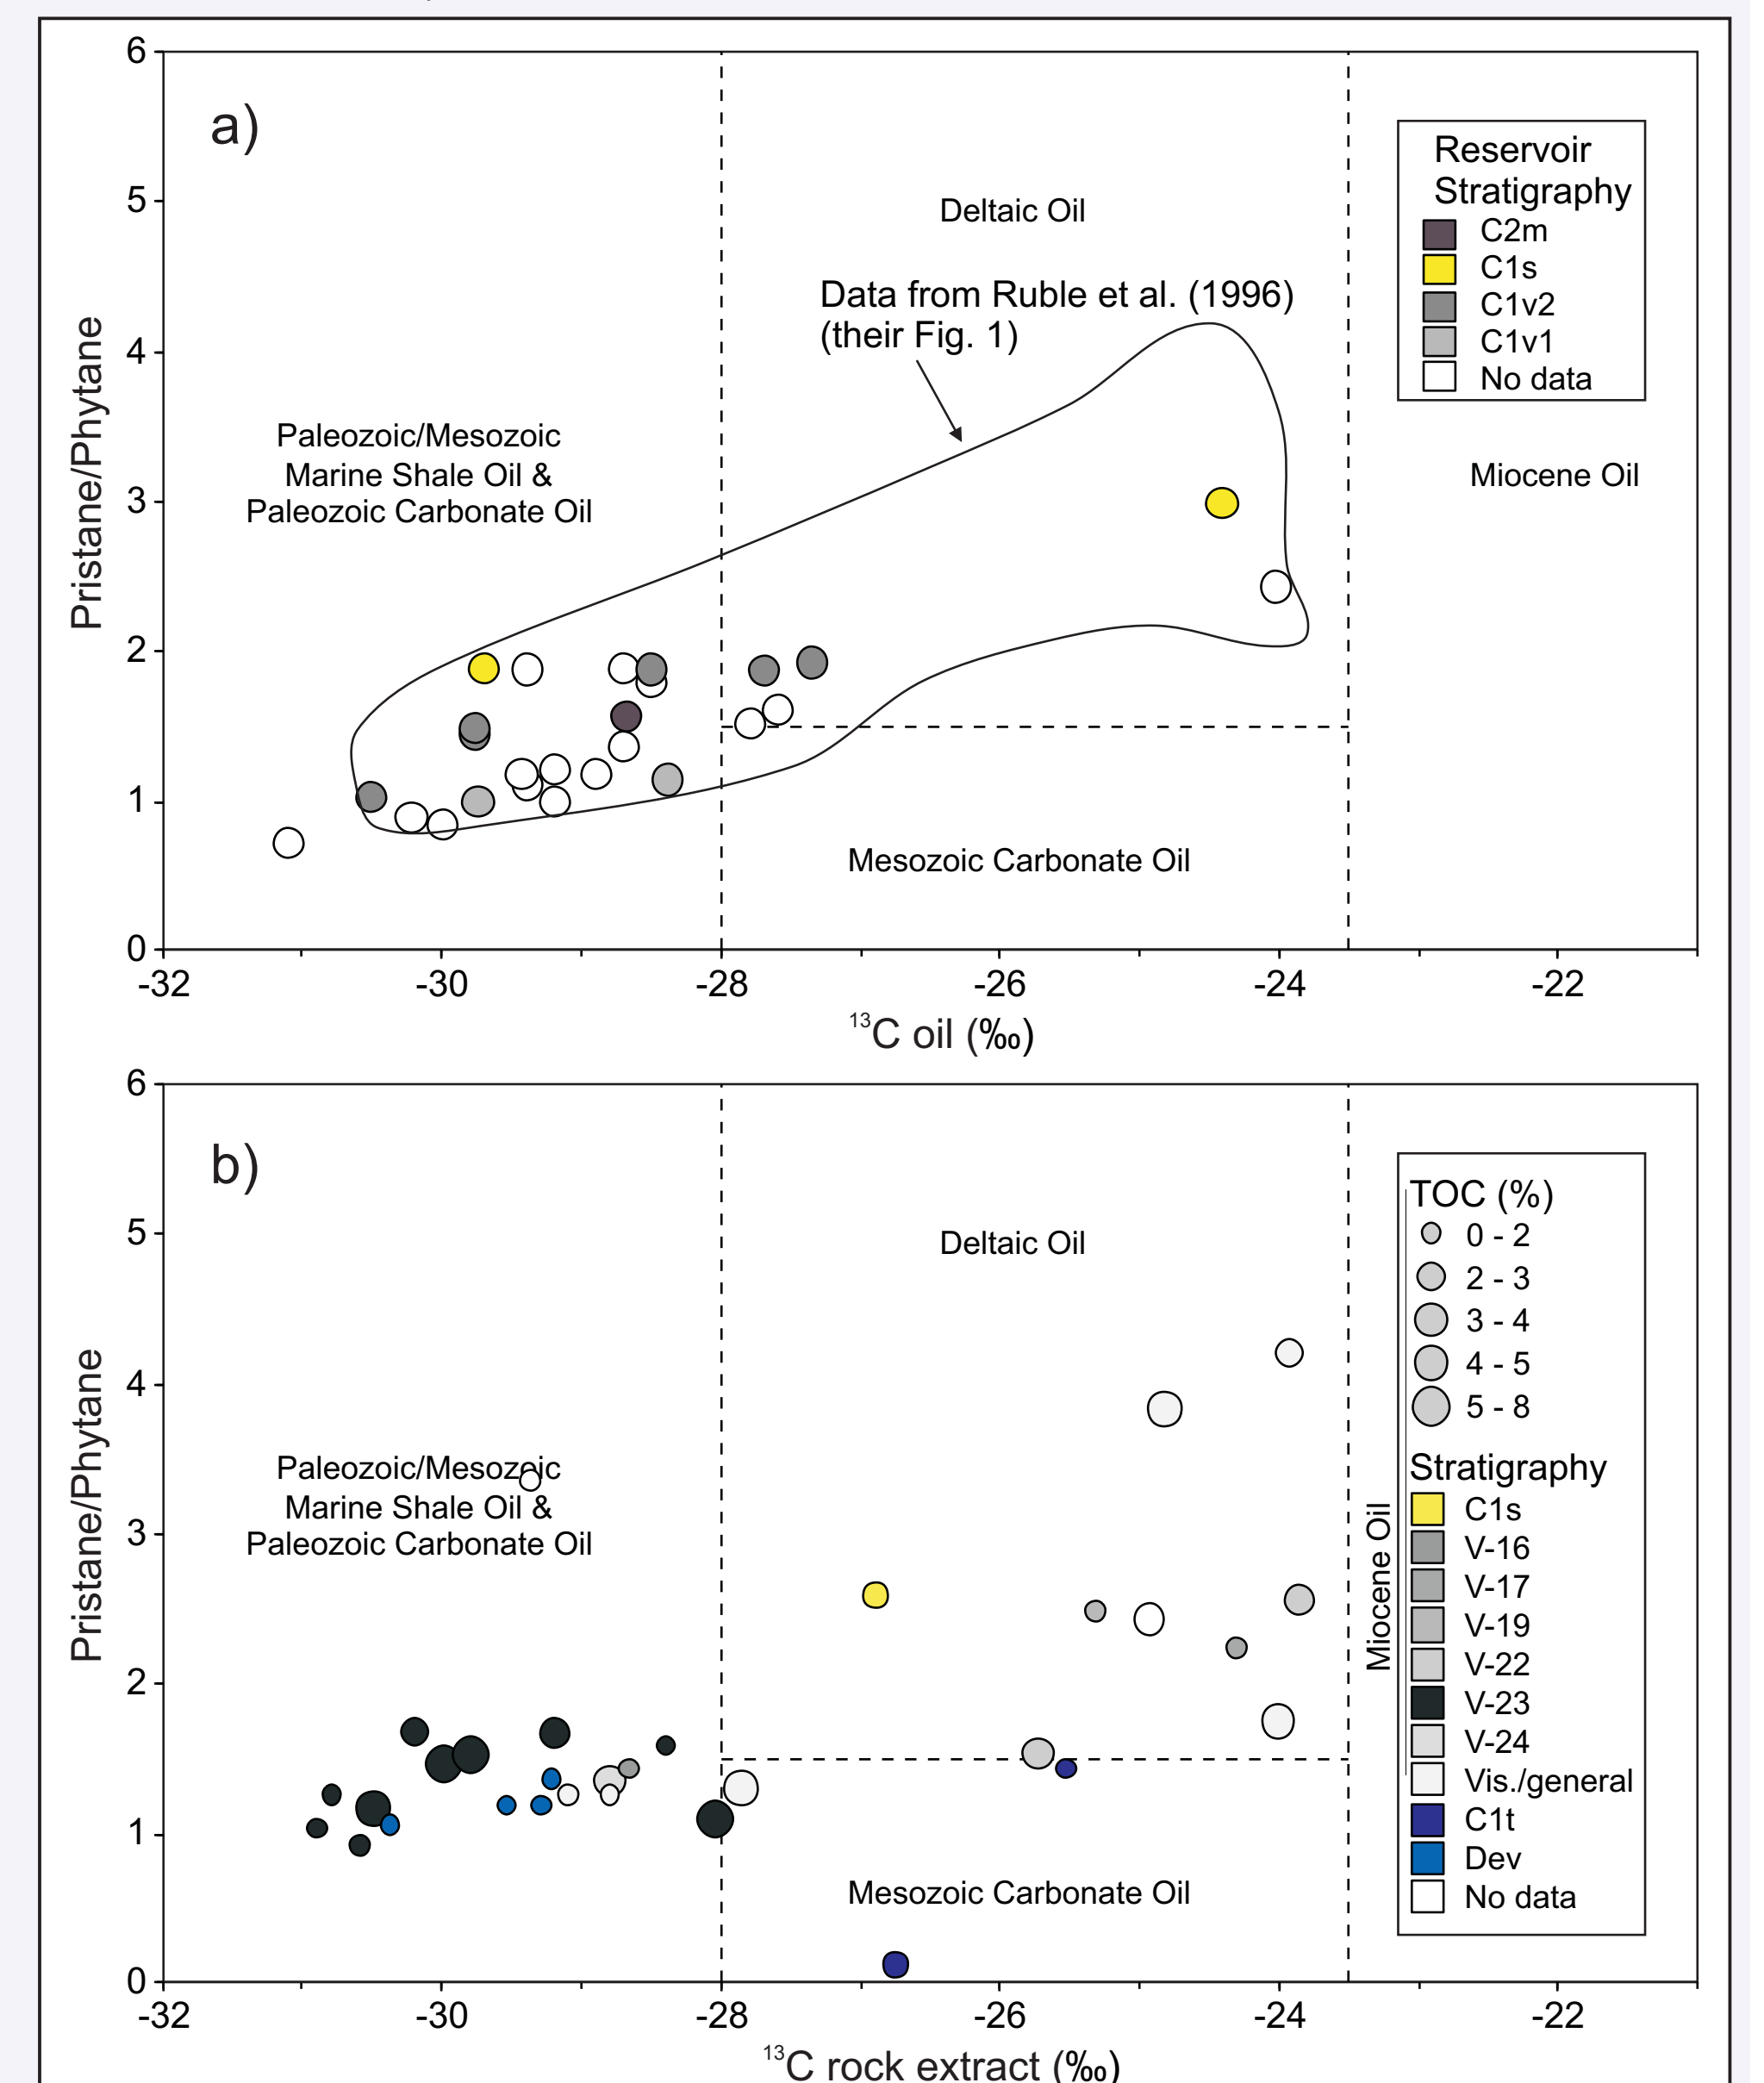 6
a)
5
4
3
2
1
0
Pristane/Phytane
Deltaic Oil
Data from Ruble et al. (1996)
(their Fig. 1)
Paleozoic/Mesozoic
Marine Shale Oil &
Paleozoic Carbonate Oil
Miocene Oil
Mesozoic Carbonate Oil
Reservoir
Stratigraphy
C2m
C1s
C1v2
C1v1
No data
-32 -30 -28 -26 -24 -22
13C oil (‰)
6
b)
5
4
3
2
1
0
Pristane/Phytane
Deltaic Oil
Paleozoic/Mesozoic
Marine Shale Oil &
Paleozoic Carbonate Oil
Miocene Oil
Mesozoic Carbonate Oil
TOC (%)
0 - 2
2 - 3
3 - 4
4 - 5
5 - 8
Stratigraphy
C1s
V-16
V-17
V-19
V-22
V-23
V-24
Vis./general
C1t
Dev
No data
-32 -30 -28 -26 -24 -22
13C rock extract (‰)